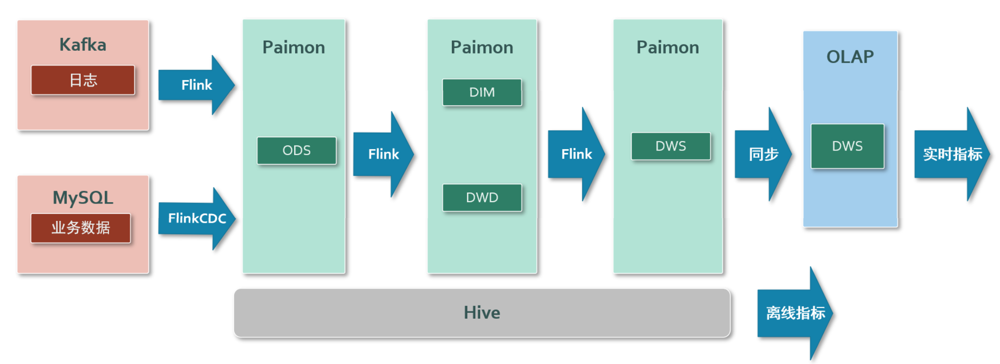 Kafka
日志
Flink
MySQL
业务数据
FlinkCDC
Paimon
ODS
Flink
Paimon
DIM
DWD
Flink
Paimon
DWS
同步
OLAP
DWS
实时指标
Hive
离线指标